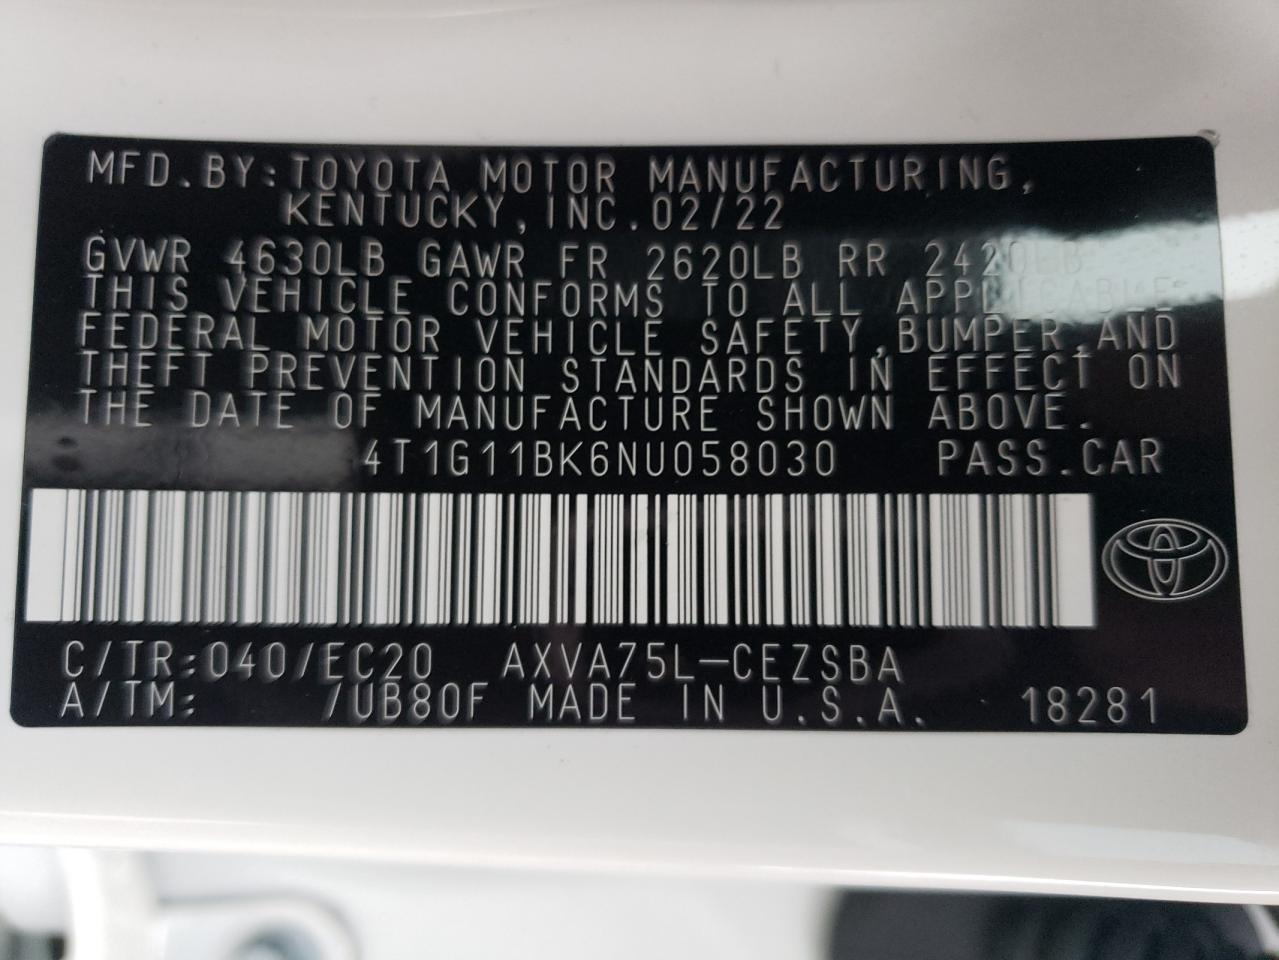 MFD.BY:TOYOTA MOTOR MANUFACTURING,
KENTUCKY,INC.02/22
GVWR 4630LB GAWR FR 2620LB RR 2420LB
THIS VEHICLE CONFORMS TO ALL APPLICABLE
FEDERAL MOTOR VEHICLE SAFETY,BUMPER,AND
THEFT PREVENTION STANDARDS IN EFFECT ON
THE DATE OF MANUFACTURE SHOWN ABOVE.
4T1G11BK6NU058030 PASS.CAR
C/TR:040/EC20 AXVA75L-CEZSBA
A/TM: /UB80F MADE IN U.S.A. 18281